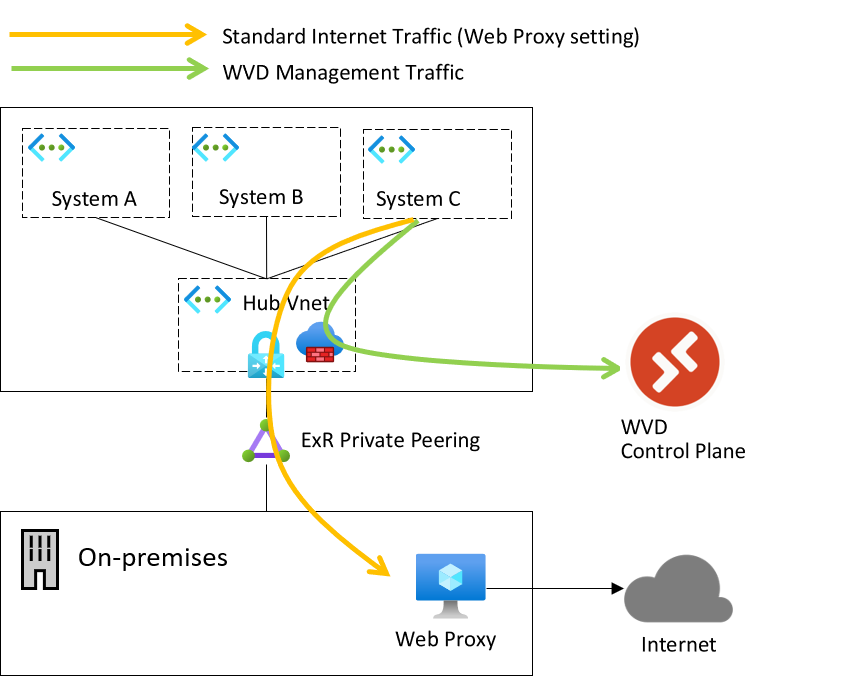 Standard Internet Traffic (Web Proxy setting)
WVD Management Traffic
System A
System B
System C
Hub Vnet
ExR Private Peering
WVD
Control Plane
On-premises
Web Proxy
Internet